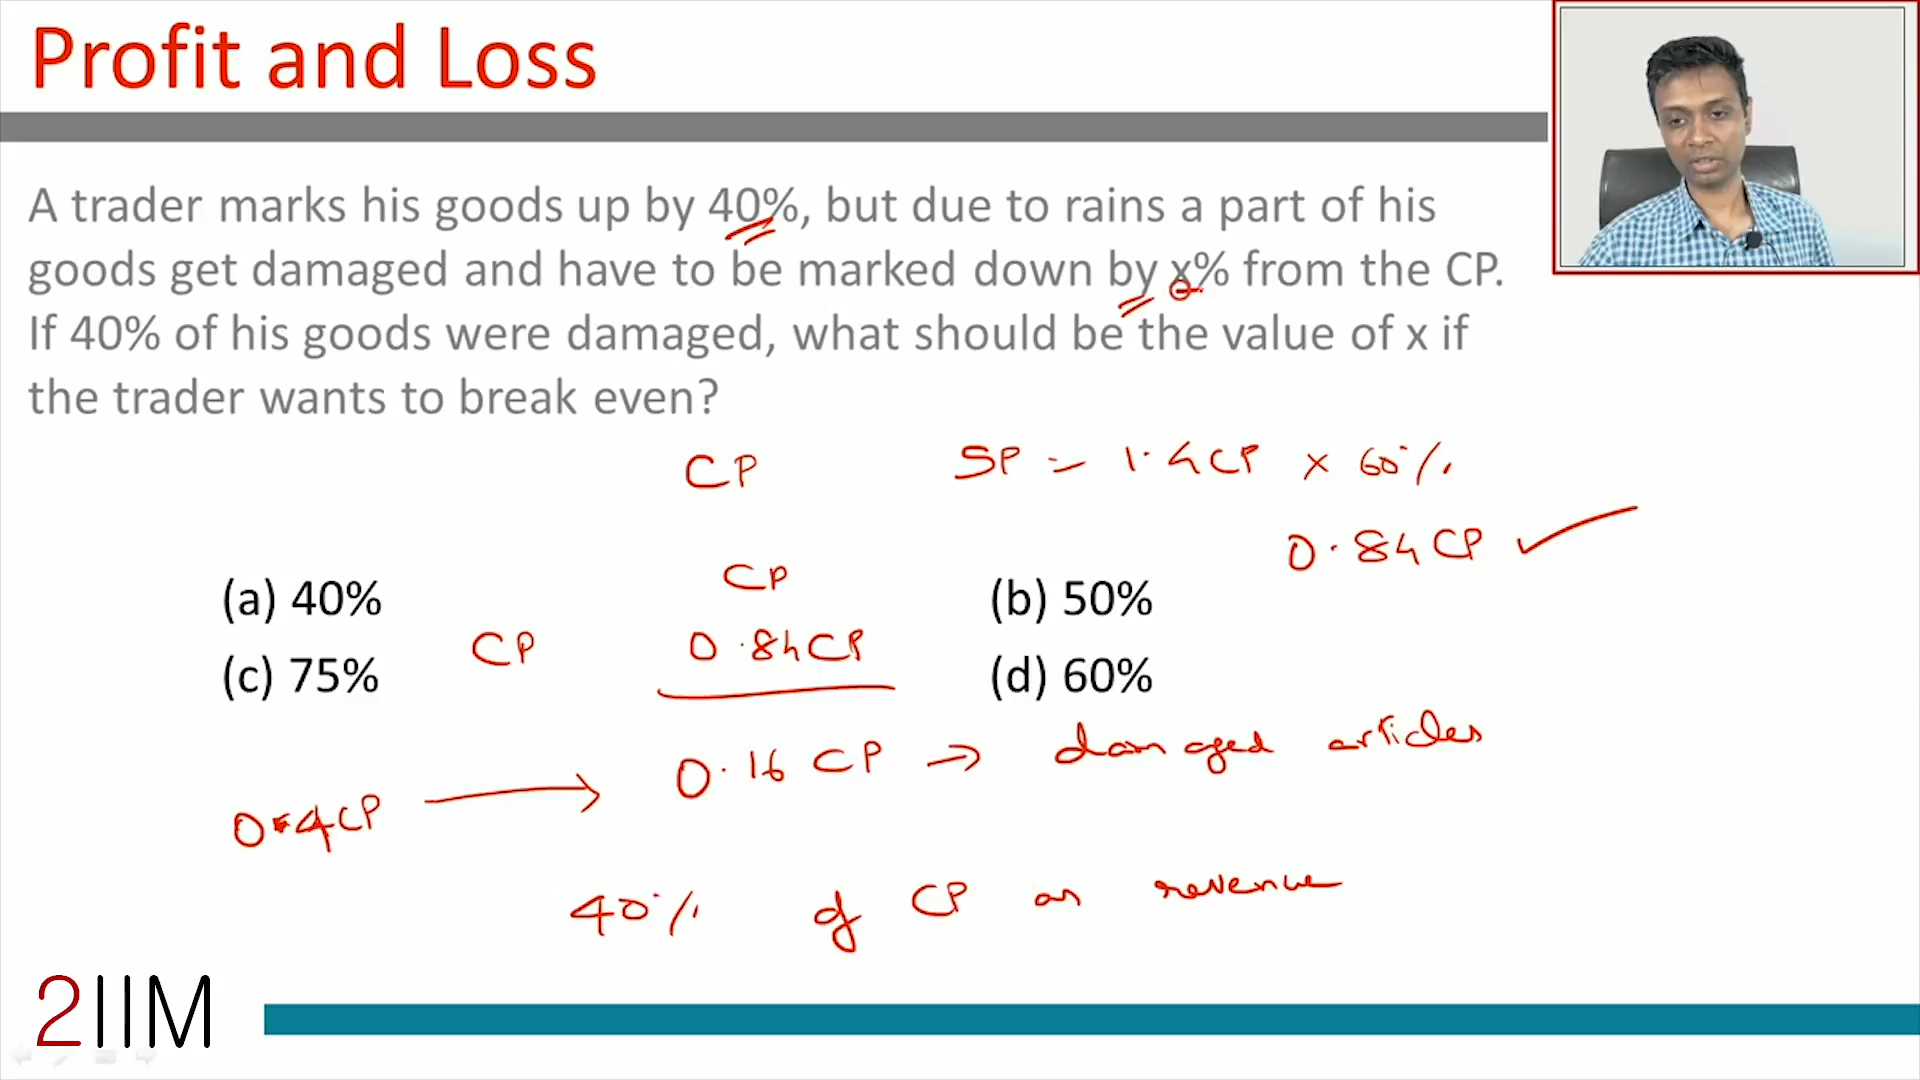 Profit and Loss
A trader marks his goods up by 40%, but due to rains a part of his
goods get damaged and have to be marked down by x% from the CP.
If 40% of his goods were damaged, what should be the value of x if
the trader wants to break even?
CP SP = 1.4CP x 60%
0.84CP
CP
(a) 40% (b) 50%
CP 0.84CP
(c) 75% (d) 60%
0.16 CP → damaged articles
0.4CP
40% of CP as revenue
2IIM